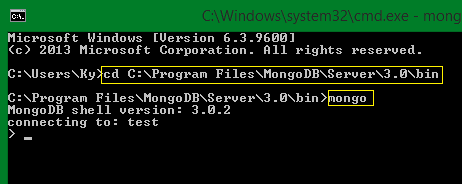 C:\Windows\system32\cmd.exe - mong
Microsoft Windows [Version 6.3.9600]
(c) 2013 Microsoft Corporation. All rights reserved.
C:\Users\Ky>cd C:\Program Files\MongoDB\Server\3.0\bin
C:\Program Files\MongoDB\Server\3.0\bin>mongo
MongoDB shell version: 3.0.2
connecting to: test
> _